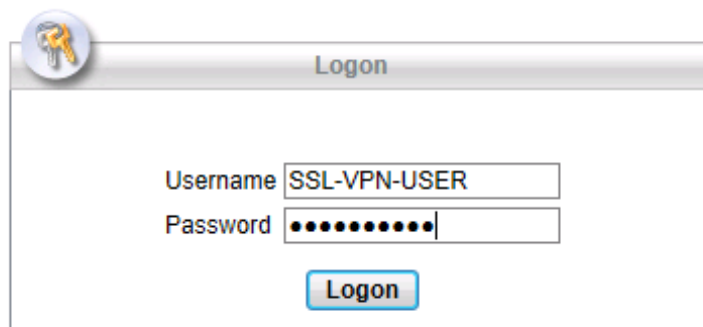 Logon
Username SSL-VPN-USER
Password ●●●●●●●●●●
Logon